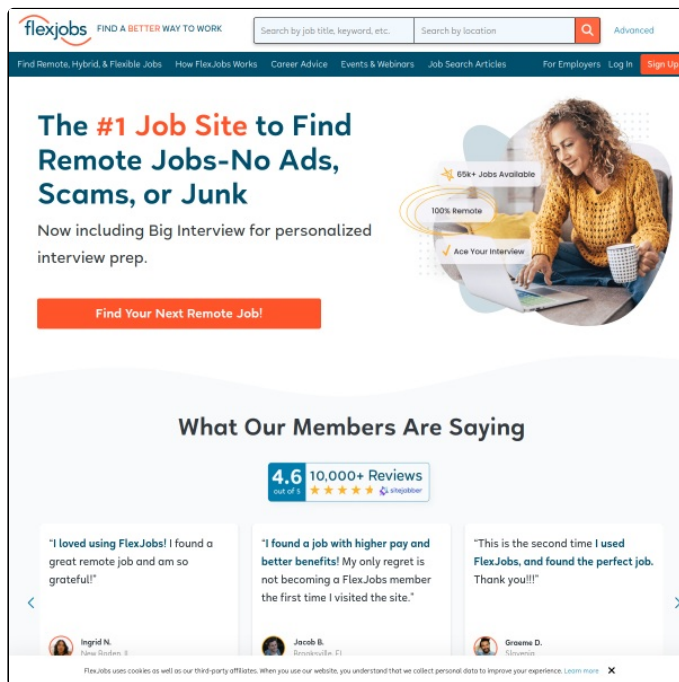 flexjobs FIND A BETTER WAY TO WORK
Search by job title, keyword, etc.
Search by location
Advanced
Find Remote, Hybrid, & Flexible Jobs How FlexJobs Works Career Advice Events & Webinars Job Search Articles For Employers Log In Sign Up
The #1 Job Site to Find
Remote Jobs-No Ads,
Scams, or Junk
Now including Big Interview for personalized
interview prep.
Find Your Next Remote Job!
65k+ Jobs Available
100% Remote
Ace Your Interview
What Our Members Are Saying
4.6
out of 5
10,000+ Reviews
sitejabber
"I loved using FlexJobs! I found a
great remote job and am so
grateful!"
Ingrid N.
New Boden, IL
"I found a job with higher pay and
better benefits! My only regret is
not becoming a FlexJobs member
the first time I visited the site."
Jacob B.
Brooksville, FL
"This is the second time I used
FlexJobs, and found the perfect job.
Thank you!!!"
Graeme D.
Slovenia
FlexJobs uses cookies as well as our third-party affiliates. When you use our website, you understand that we collect personal data to improve your experience. Learn more X